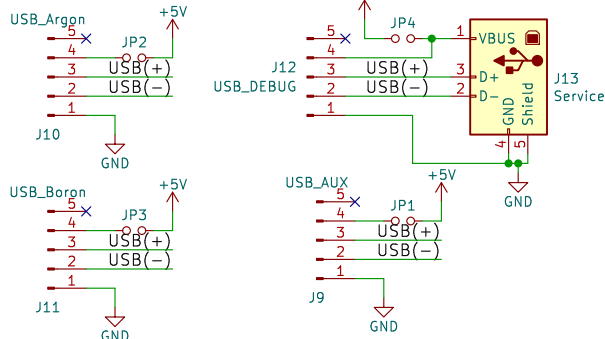 USB_Argon
+5V
5
4
JP2
3
USB(+)
2
USB(-)
1
J10
GND
JP4
5
4
J12
3
USB(+)
USB_DEBUG
2
USB(-)
1
1
VBUS
3
D+
2
D-
GND
Shield
4
5
J13
Service
GND
USB_Boron
+5V
5
4
JP3
3
USB(+)
2
USB(-)
1
J11
GND
USB_AUX
+5V
5
4
JP1
3
USB(+)
2
USB(-)
1
J9
GND